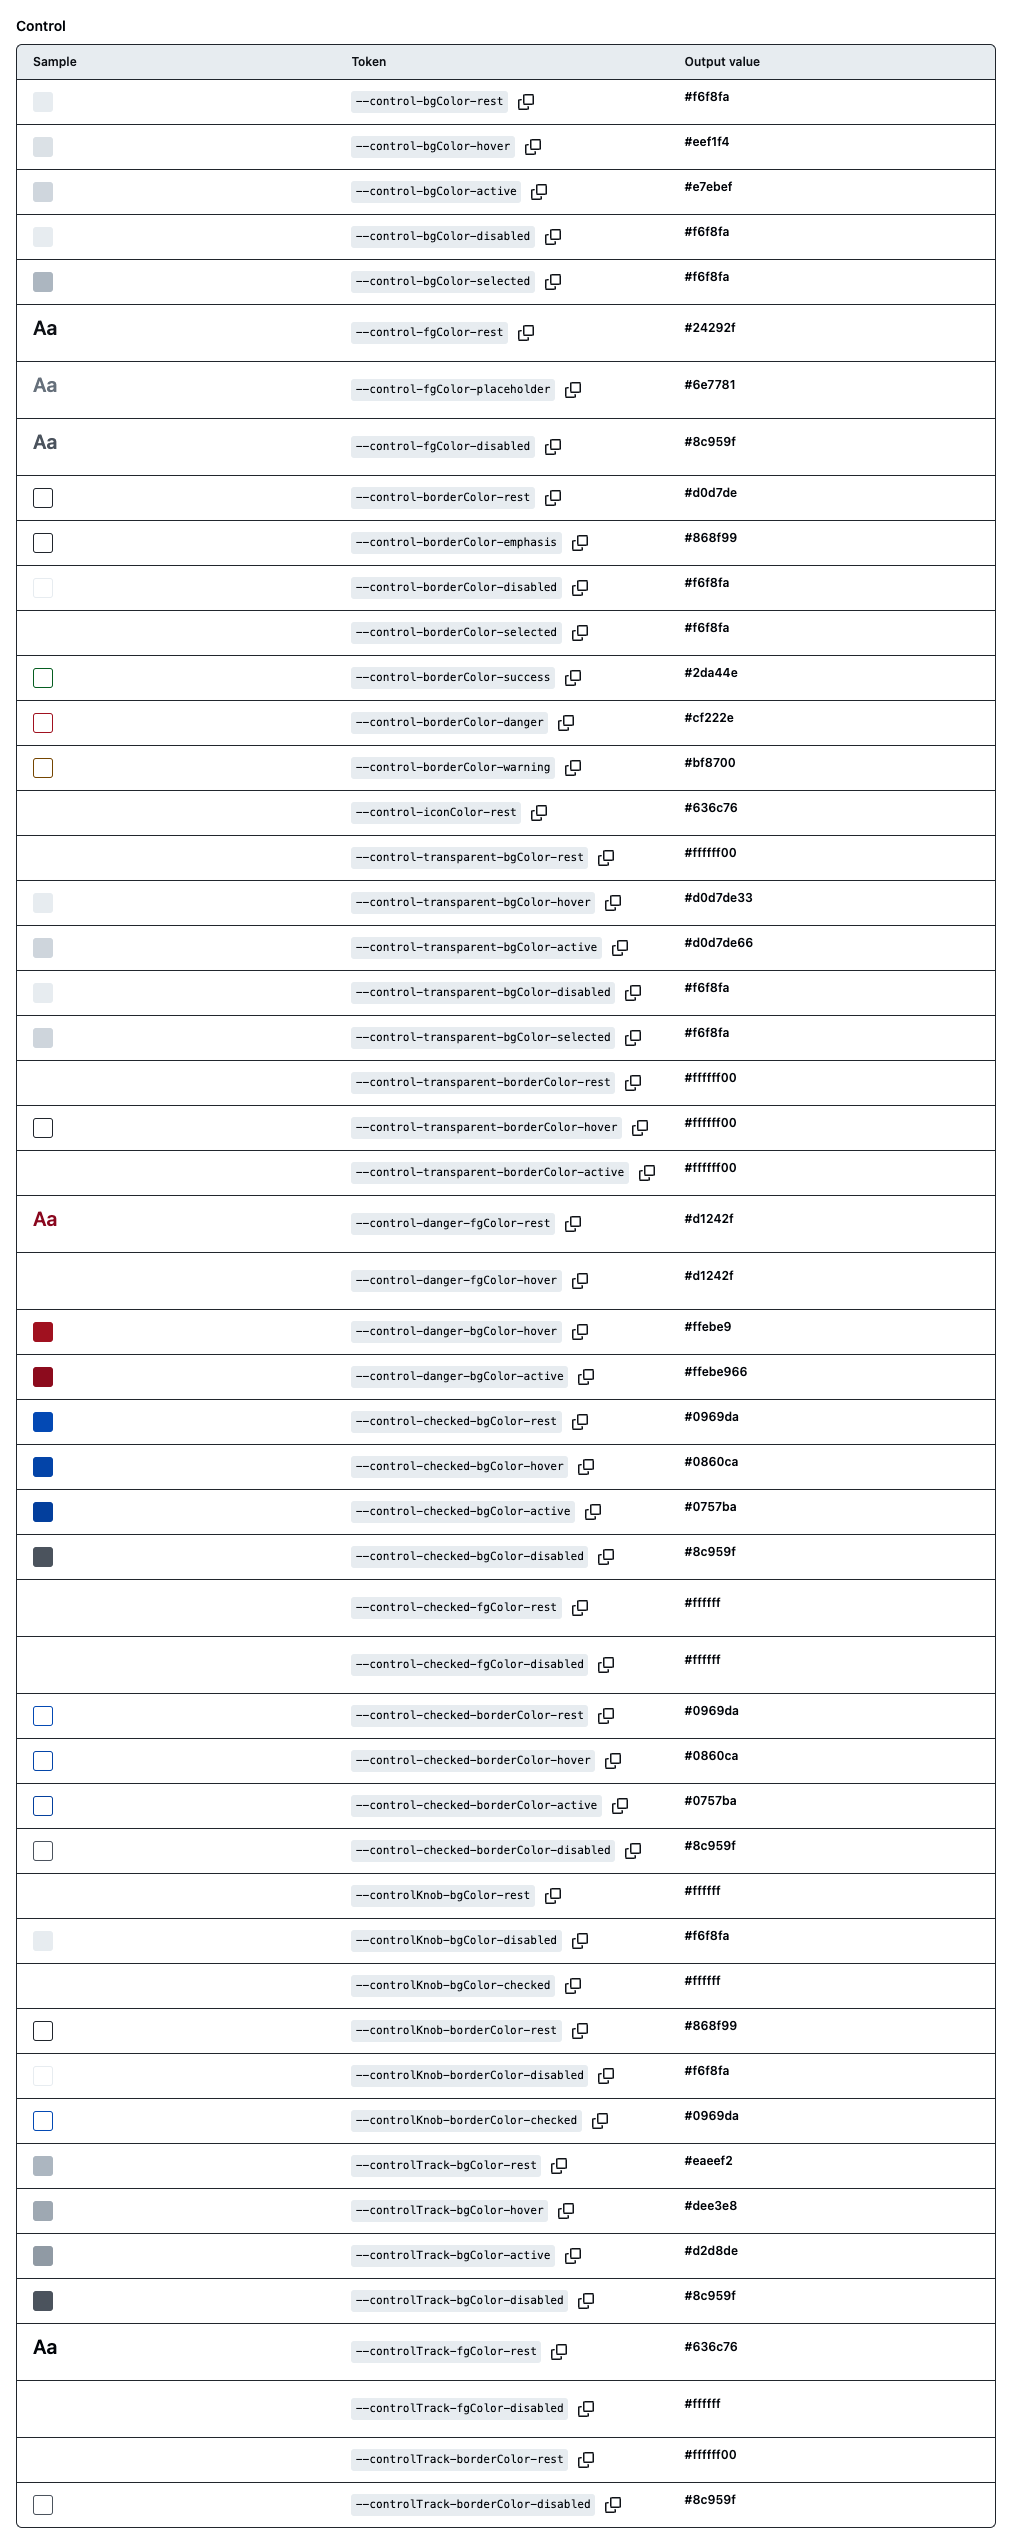 Control
Sample Token Output value
--control-bgColor-rest #f6f8fa
--control-bgColor-hover #eef1f4
--control-bgColor-active #e7ebef
--control-bgColor-disabled #f6f8fa
--control-bgColor-selected #f6f8fa
Aa --control-fgColor-rest #24292f
Aa --control-fgColor-placeholder #6e7781
Aa --control-fgColor-disabled #8c959f
--control-borderColor-rest #d0d7de
--control-borderColor-emphasis #868f99
--control-borderColor-disabled #f6f8fa
--control-borderColor-selected #f6f8fa
--control-borderColor-success #2da44e
--control-borderColor-danger #cf222e
--control-borderColor-warning #bf8700
--control-iconColor-rest #636c76
--control-transparent-bgColor-rest #ffffff00
--control-transparent-bgColor-hover #d0d7de33
--control-transparent-bgColor-active #d0d7de66
--control-transparent-bgColor-disabled #f6f8fa
--control-transparent-bgColor-selected #f6f8fa
--control-transparent-borderColor-rest #ffffff00
--control-transparent-borderColor-hover #ffffff00
--control-transparent-borderColor-active #ffffff00
Aa --control-danger-fgColor-rest #d1242f
--control-danger-fgColor-hover #d1242f
--control-danger-bgColor-hover #ffebe9
--control-danger-bgColor-active #ffebe966
--control-checked-bgColor-rest #0969da
--control-checked-bgColor-hover #0860ca
--control-checked-bgColor-active #0757ba
--control-checked-bgColor-disabled #8c959f
--control-checked-fgColor-rest #ffffff
--control-checked-fgColor-disabled #ffffff
--control-checked-borderColor-rest #0969da
--control-checked-borderColor-hover #0860ca
--control-checked-borderColor-active #0757ba
--control-checked-borderColor-disabled #8c959f
--controlKnob-bgColor-rest #ffffff
--controlKnob-bgColor-disabled #f6f8fa
--controlKnob-bgColor-checked #ffffff
--controlKnob-borderColor-rest #868f99
--controlKnob-borderColor-disabled #f6f8fa
--controlKnob-borderColor-checked #0969da
--controlTrack-bgColor-rest #eaeef2
--controlTrack-bgColor-hover #dee3e8
--controlTrack-bgColor-active #d2d8de
--controlTrack-bgColor-disabled #8c959f
Aa --controlTrack-fgColor-rest #636c76
--controlTrack-fgColor-disabled #ffffff
--controlTrack-borderColor-rest #ffffff00
--controlTrack-borderColor-disabled #8c959f